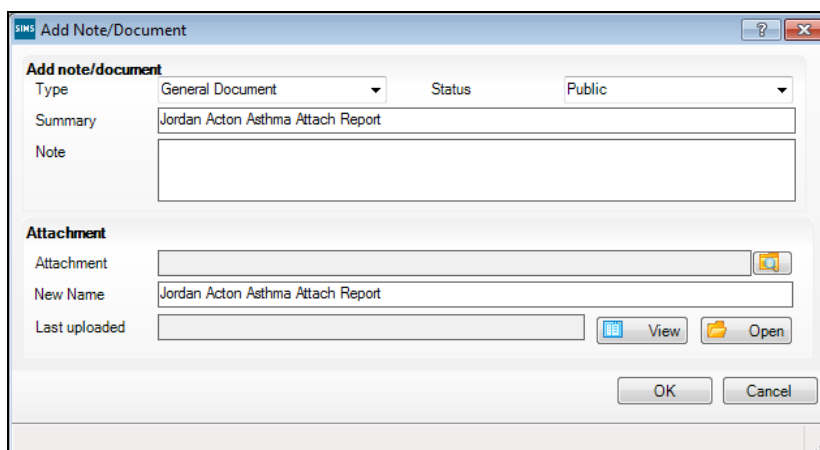 SIMS Add Note/Document ?
Add note/document
Type General Document Status Public
Summary Jordan Acton Asthma Attach Report
Note
Attachment
Attachment
New Name Jordan Acton Asthma Attach Report
Last uploaded View Open
OK Cancel